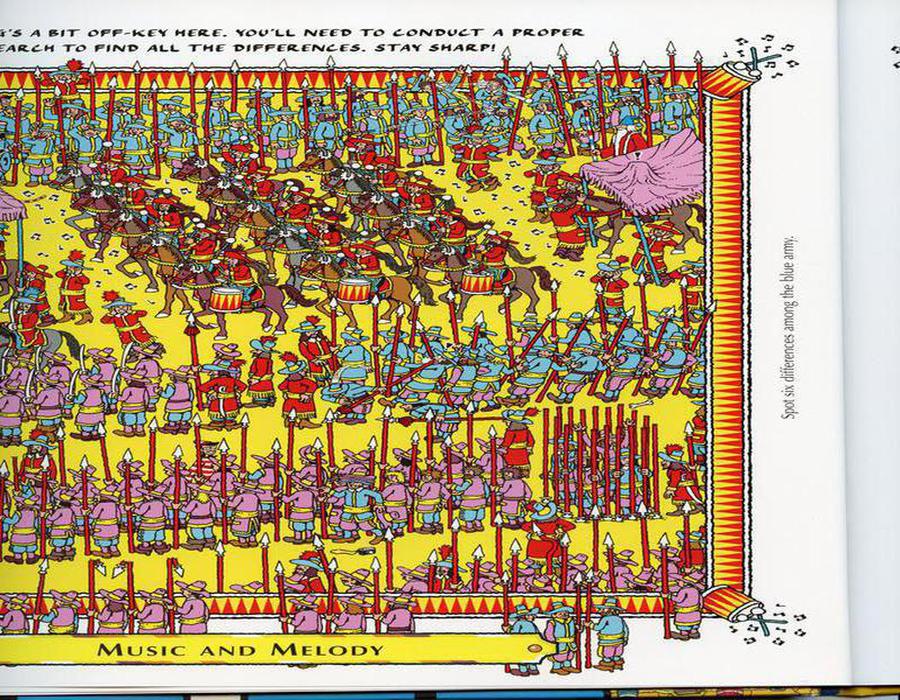 G'S A BIT OFF-KEY HERE. YOU'LL NEED TO CONDUCT A PROPER
EARCH TO FIND ALL THE DIFFERENCES. STAY SHARP!
Spot six differences among the blue army.
MUSIC AND MELODY